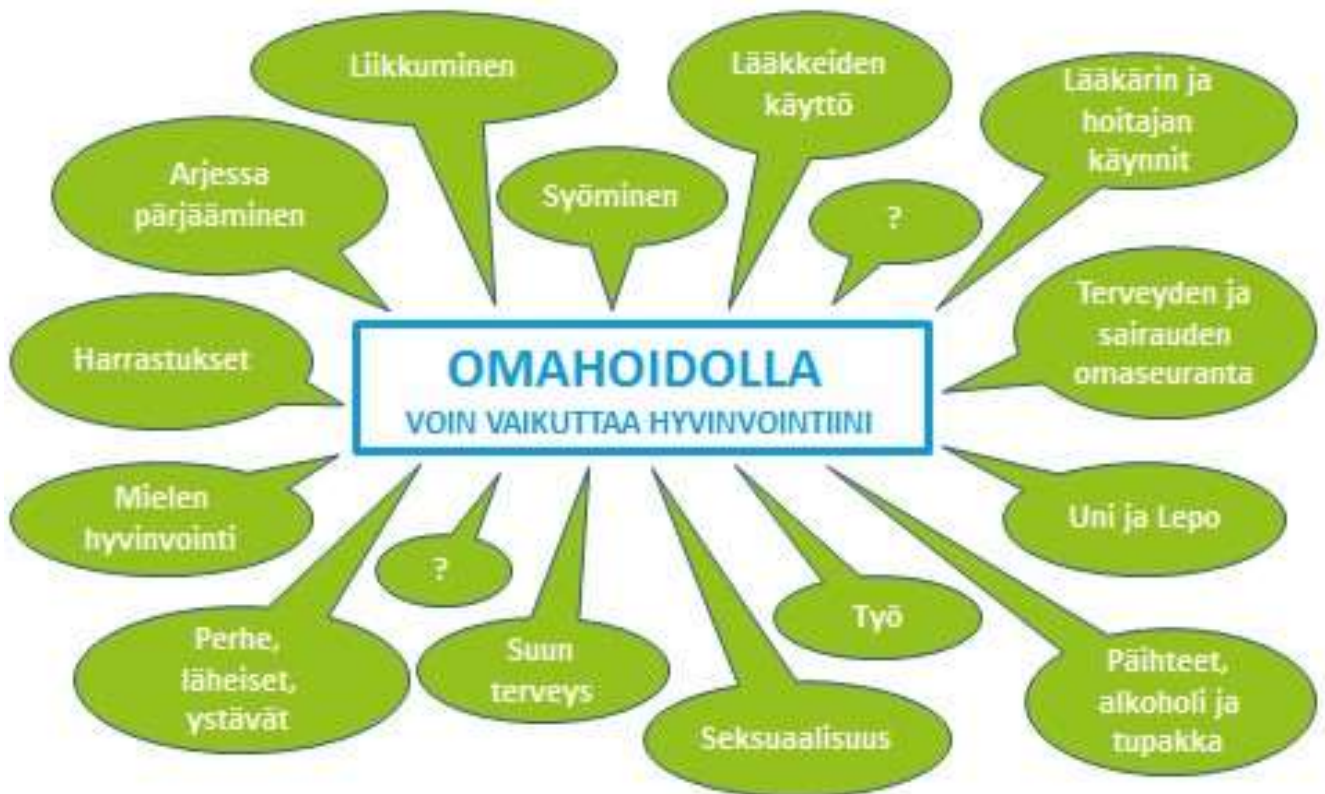 Liikkuminen
Lääkkeiden
käyttö
Lääkärin ja
hoitajan
käynnit
Arjessa
pärjääminen
Syöminen
?
Terveyden ja
sairauden
omaseuranta
Harrastukset
OMAHOIDOLLA
VOIN VAIKUTTAA HYVINVOINTIINI
Mielen
hyvinvointi
Uni ja Lepo
?
Työ
Perhe,
läheiset,
ystävät
Suun
terveys
Seksuaalisuus
Päihteet,
alkoholi ja
tupakka